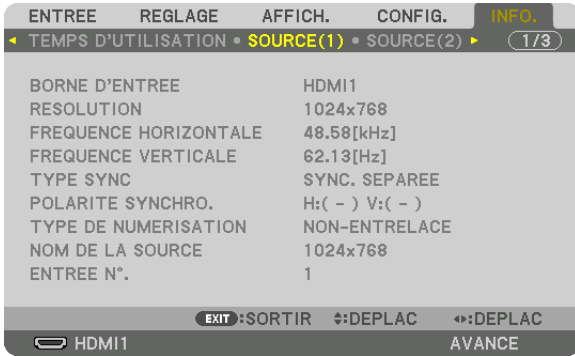 ENTREE REGLAGE AFFICH. CONFIG. INFO.
TEMPS D'UTILISATION • SOURCE(1) • SOURCE(2) 1/3
BORNE D'ENTREE HDMI1
RESOLUTION 1024x768
FREQUENCE HORIZONTALE 48.58[kHz]
FREQUENCE VERTICALE 62.13[Hz]
TYPE SYNC SYNC. SEPAREE
POLARITE SYNCHRO. H:( - ) V:( - )
TYPE DE NUMERISATION NON-ENTRELACE
NOM DE LA SOURCE 1024x768
ENTREE N°. 1
EXIT:SORTIR :DEPLAC :DEPLAC
HDMI1 AVANCE